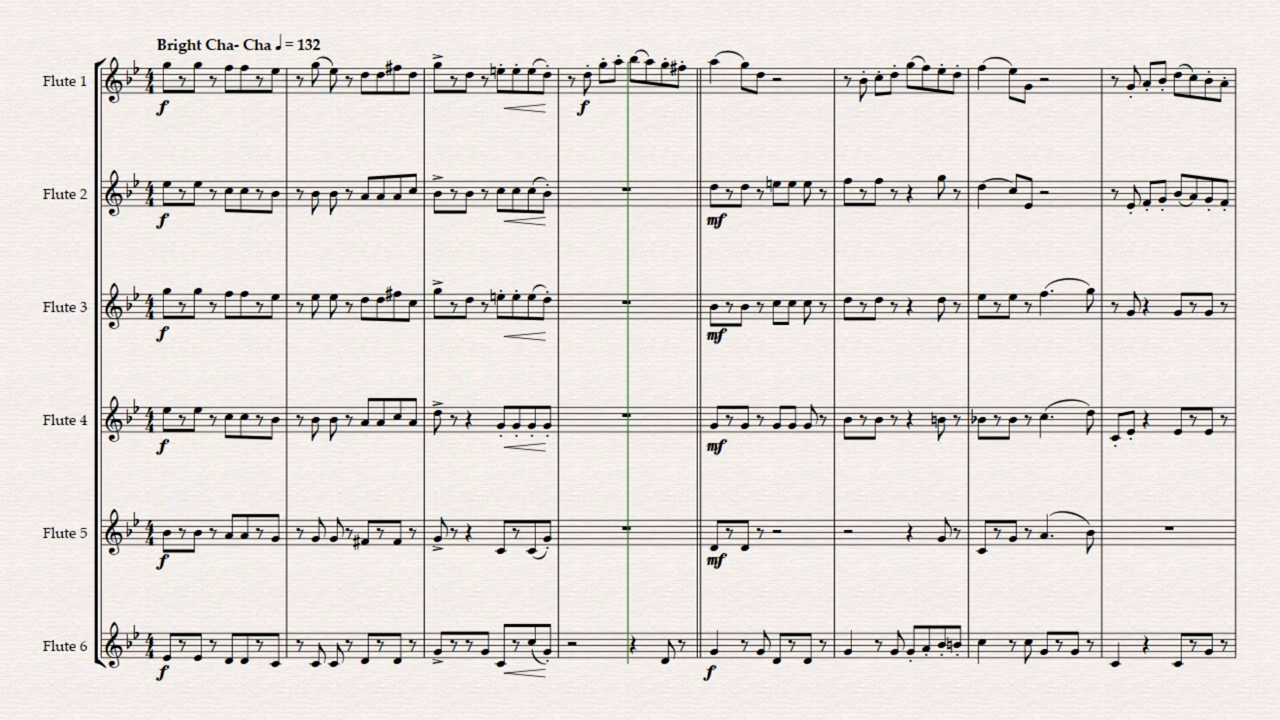 Bright Cha- Cha ♩ = 132
Flute 1
f
f
Flute 2
f
mf
Flute 3
f
mf
Flute 4
f
mf
Flute 5
f
mf
Flute 6
f
f